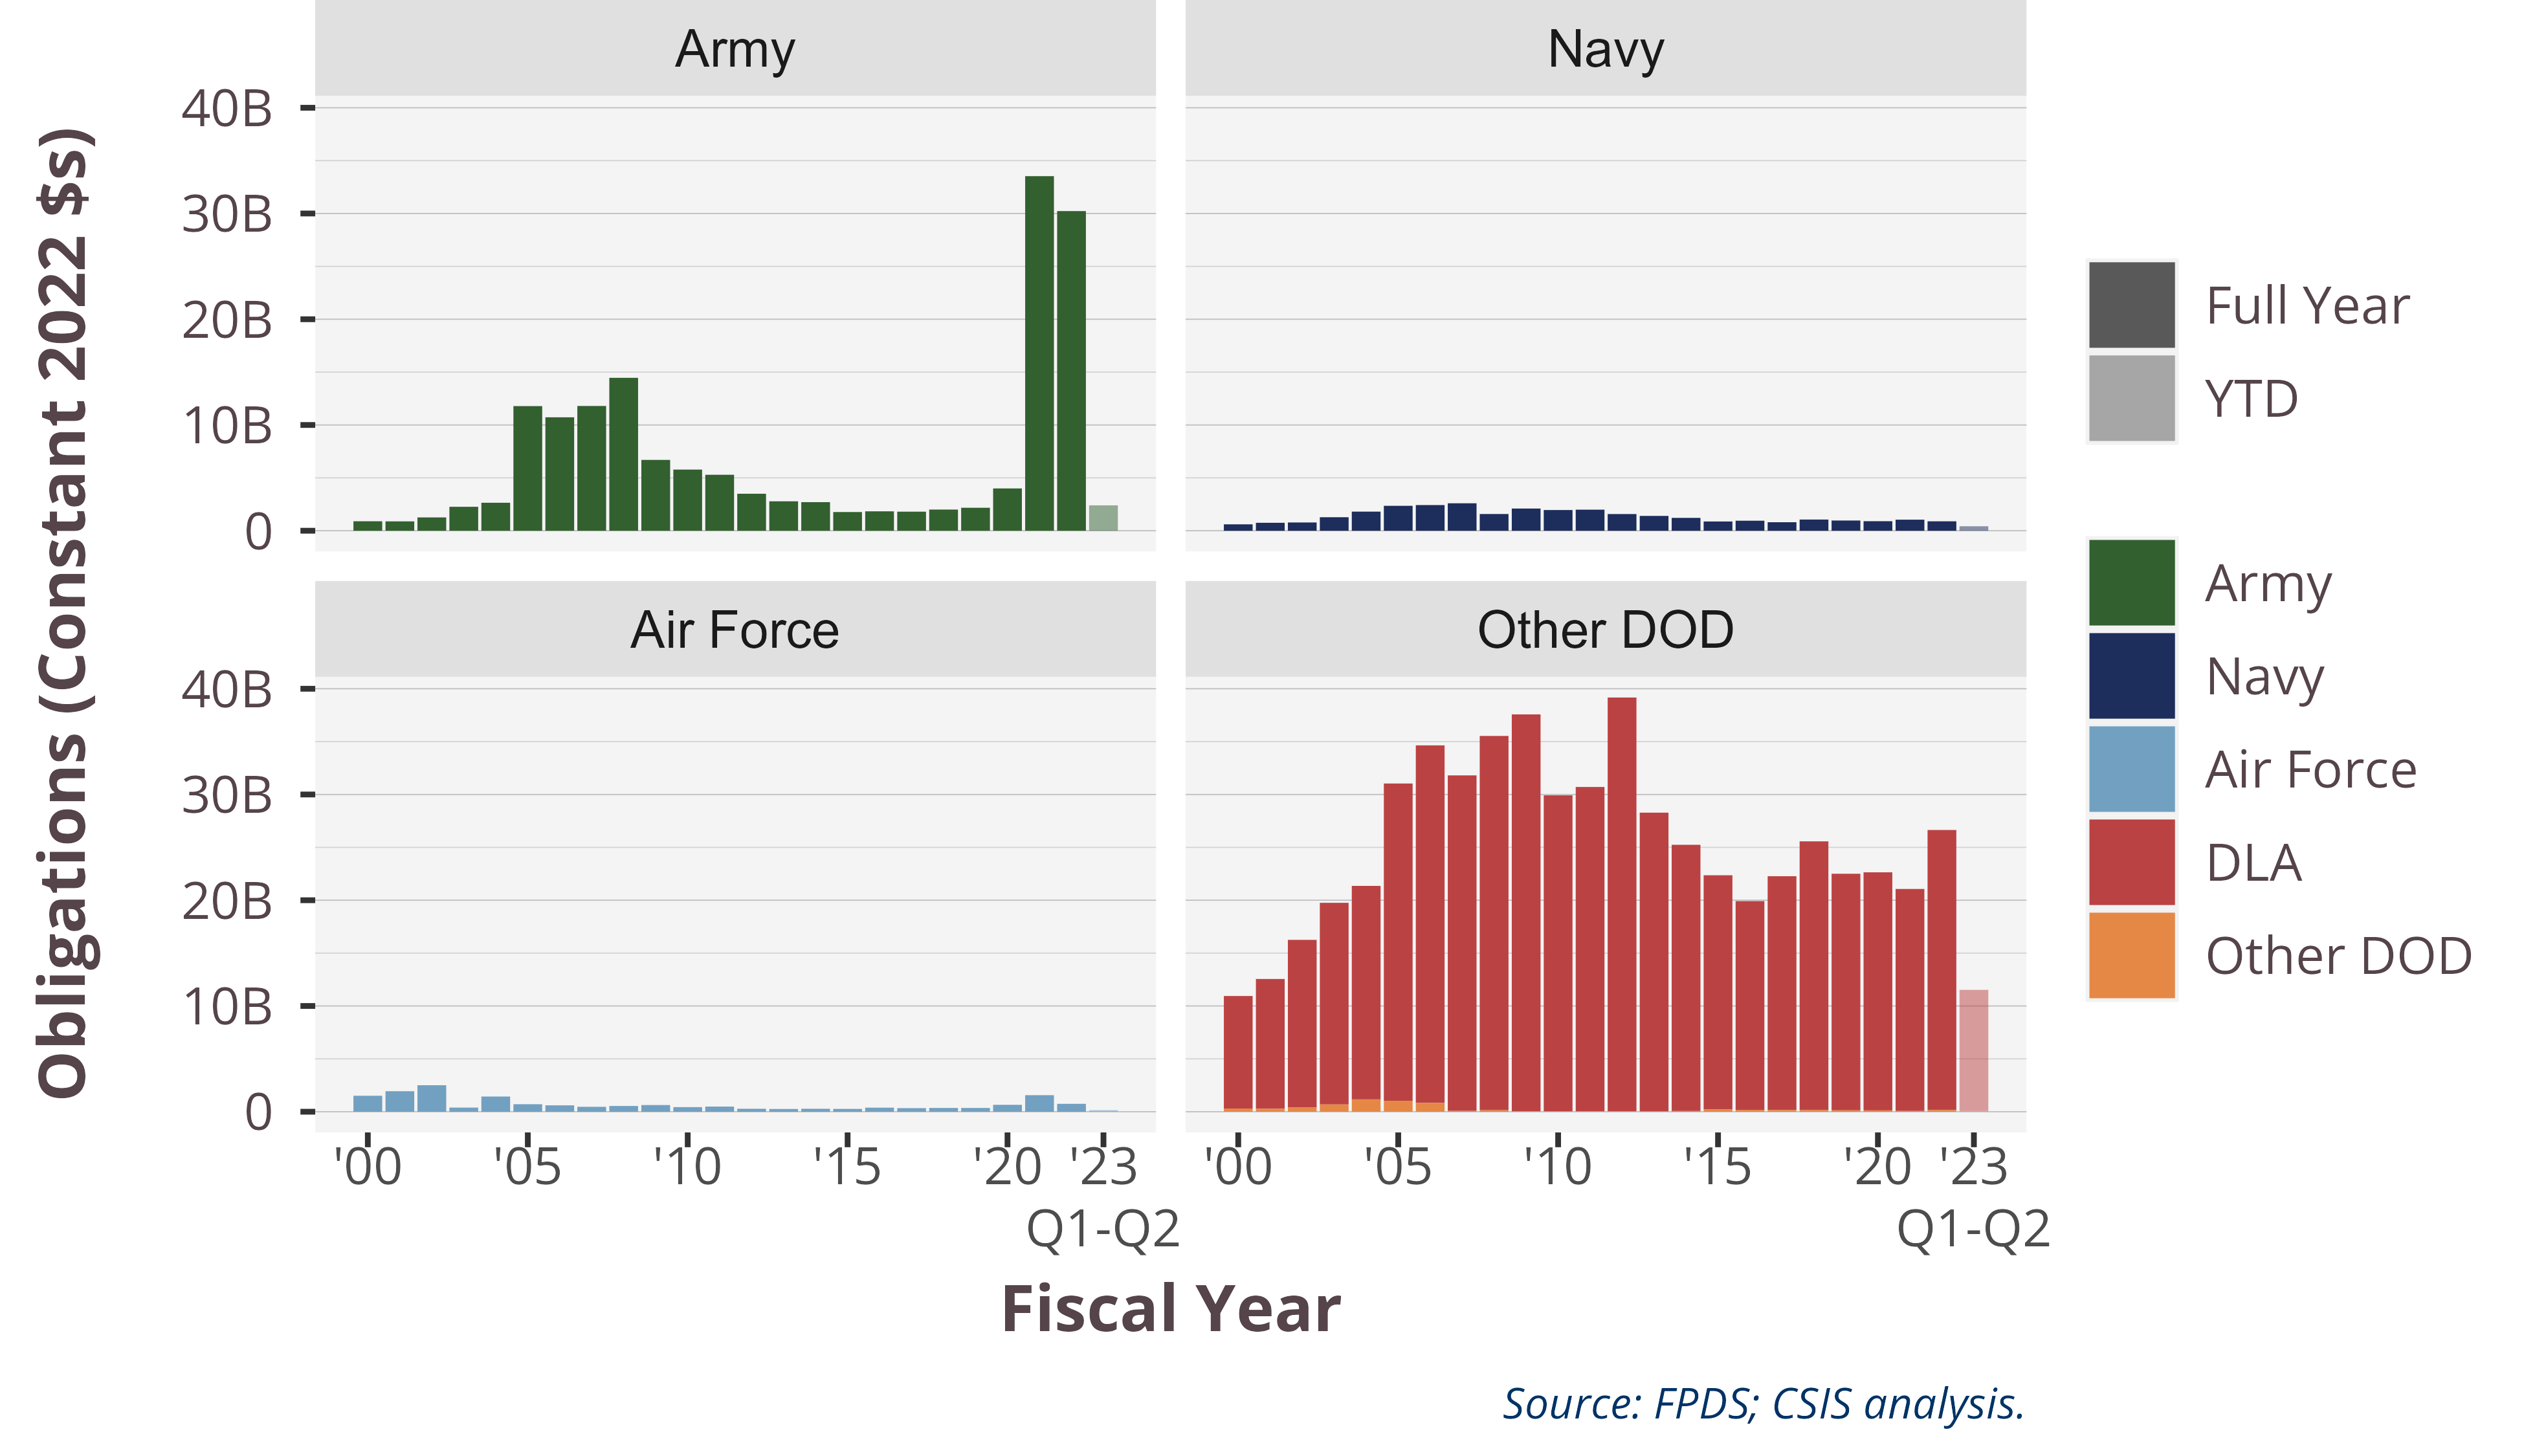 Army
Navy
40B
30B
20B
10B
0
Air Force
Other DOD
40B
30B
20B
10B
0
'00
'05
'10
'15
'20
'23
Q1-Q2
'00
'05
'10
'15
'20
'23
Q1-Q2
Obligations (Constant 2022 $s)
Fiscal Year
Full Year
YTD
Army
Navy
Air Force
DLA
Other DOD
Source: FPDS; CSIS analysis.